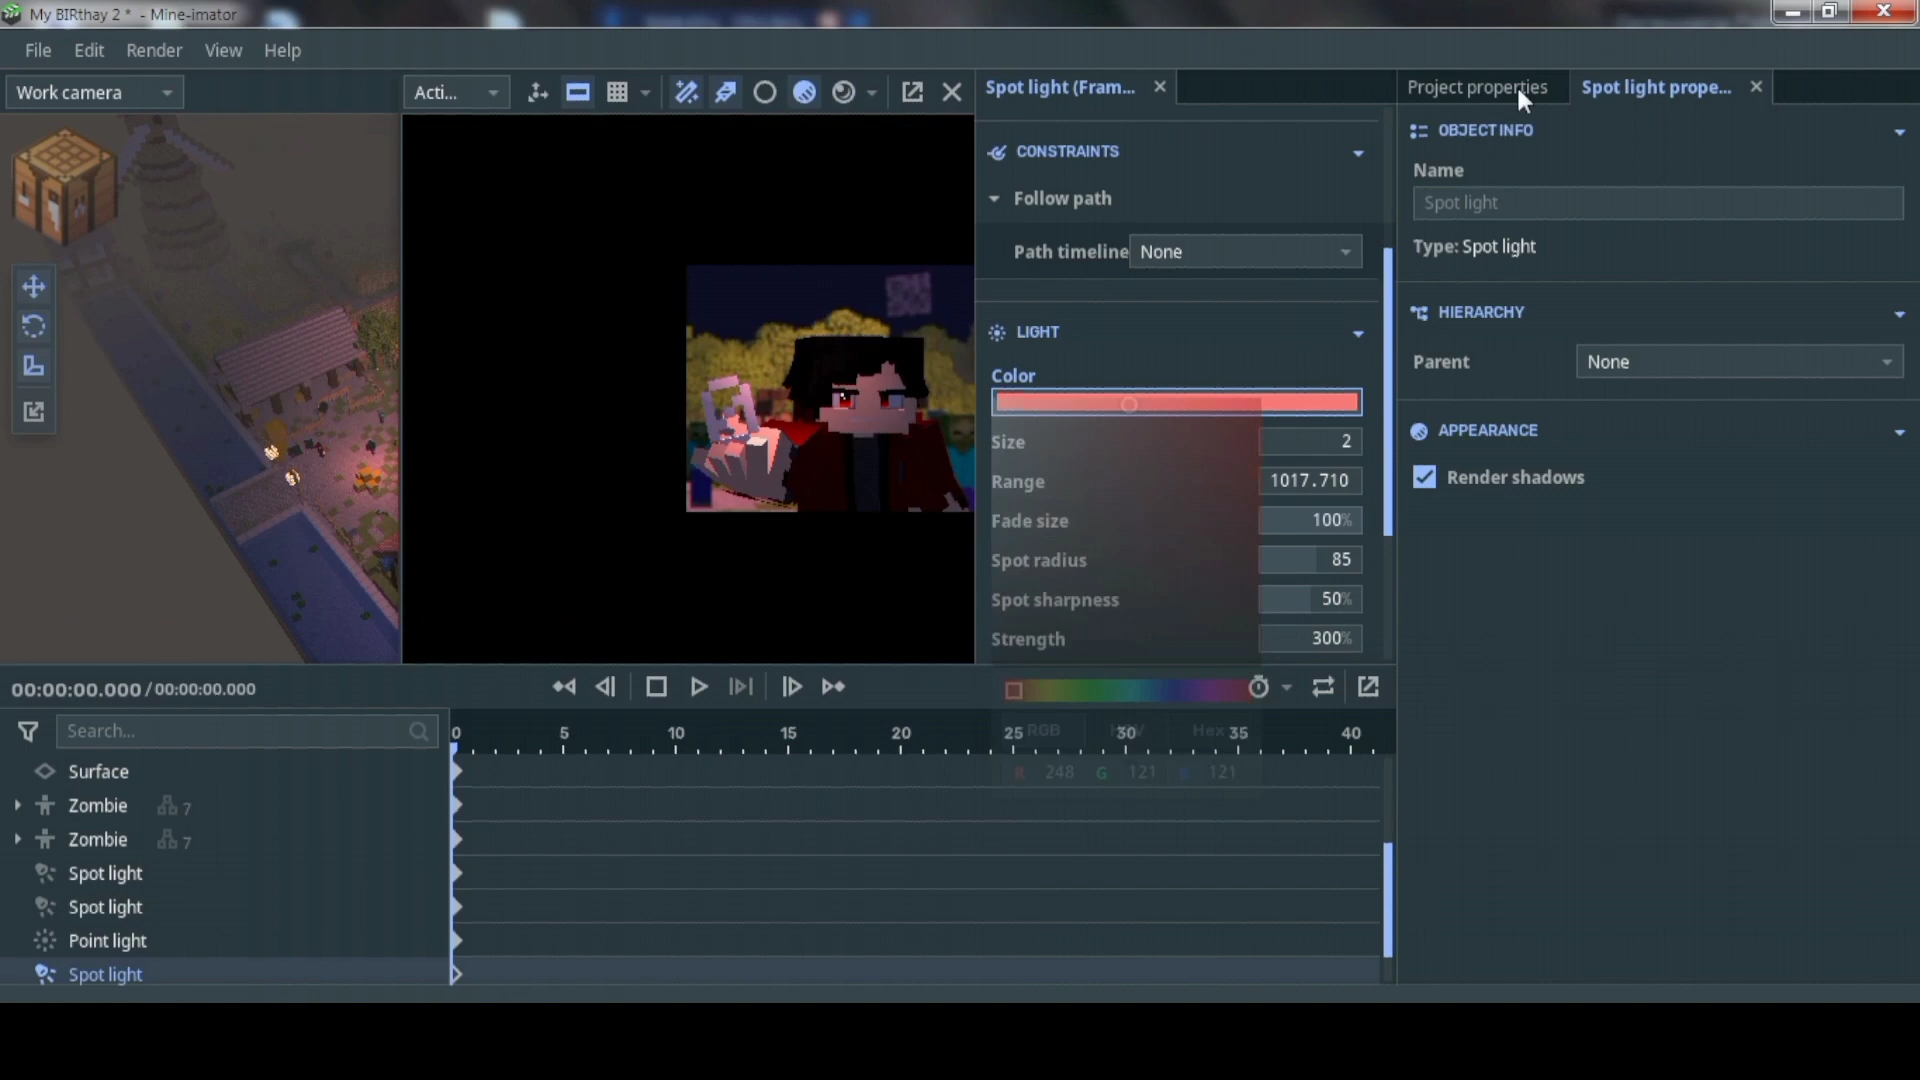 My BIRthay 2 * - Mine-imator
File Edit Render View Help
Work camera
Acti...
Spot light (Fram...
Project properties
Spot light prope...
CONSTRAINTS
Follow path
Path timeline None
LIGHT
Color
Size 2
Range 1017.710
Fade size 100%
Spot radius 85
Spot sharpness 50%
Strength 300%
RGB HSV Hex
R 248 G 121 B 121
OBJECT INFO
Name
Spot light
Type: Spot light
HIERARCHY
Parent None
APPEARANCE
Render shadows
00:00:00.000 / 00:00:00.000
Search...
0 5 10 15 20 25 30 35 40
Surface
Zombie 7
Zombie 7
Spot light
Spot light
Point light
Spot light